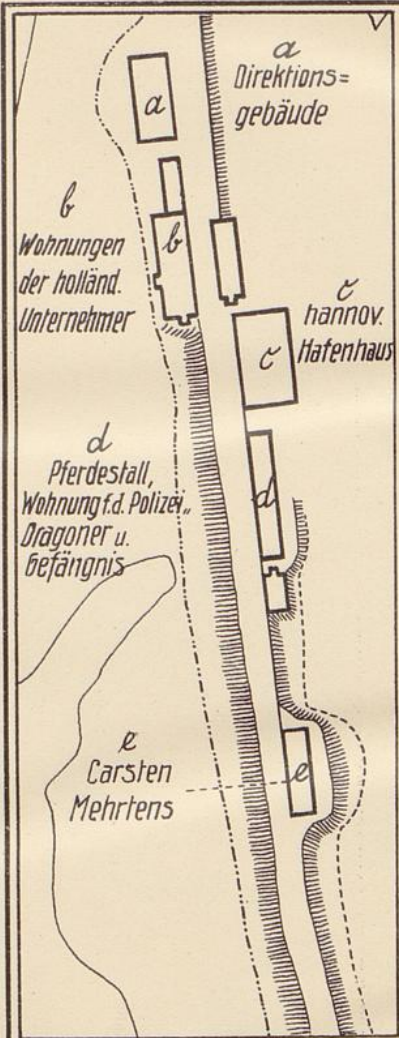 a
Direktions=
gebäude
a
b
Wohnungen
der holländ.
Unternehmer
b
c
hannov.
Hafenhaus
c
d
Pferdestall,
Wohnung f.d. Polizei„
Dragoner u.
Gefängnis
d
e
Carsten
Mehrtens
e